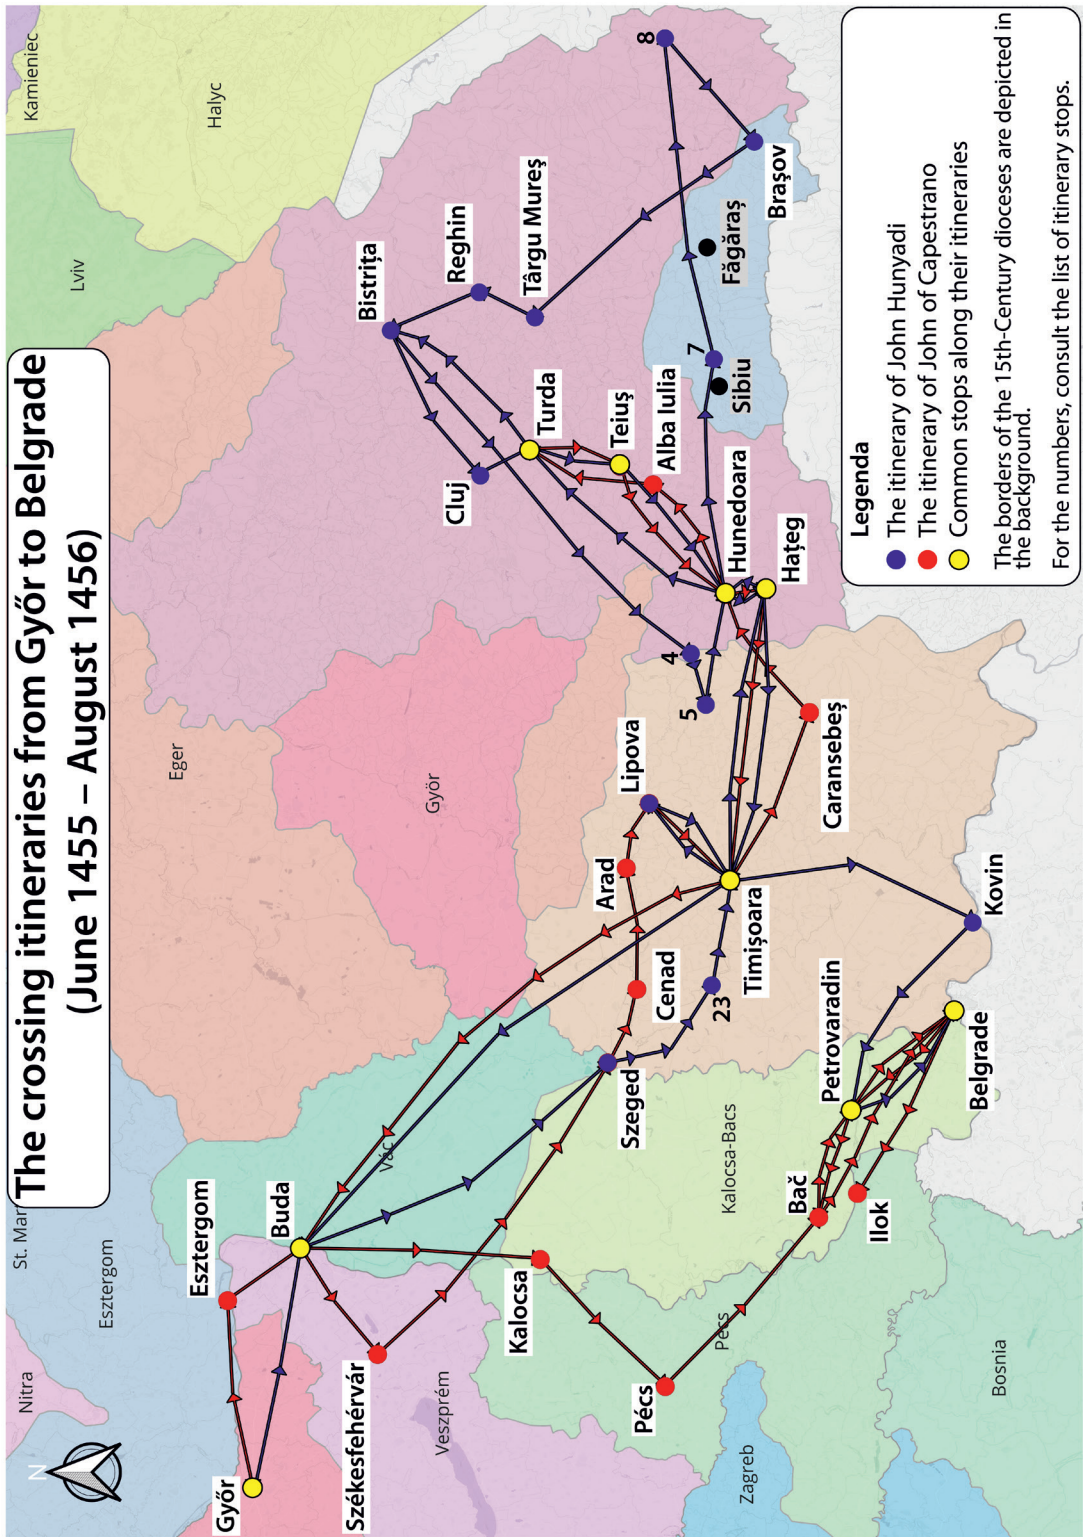 The crossing itineraries from Győr to Belgrade
(June 1455 – August 1456)
Kamieniec
Halyc
Lviv
St. Mar
Nitra
Esztergom
Eger
Győr
Vác
Veszprém
Kalocsa-Bacs
Pécs
Zagreb
Bosnia
N
Győr
Esztergom
Buda
Székesfehérvár
Kalocsa
Pécs
Szeged
Cenad
Arad
Lipova
23
Timișoara
Bač
Ilok
Petrovaradin
Belgrade
Kovin
Caransebeș
5
4
Hunedoara
Hațeg
Cluj
Turda
Teiuș
Alba Iulia
Bistrița
Reghin
Târgu Mureș
7
Sibiu
Făgăraș
Brașov
8
Legenda
The itinerary of John Hunyadi
The itinerary of John of Capestrano
Common stops along their itineraries
The borders of the 15th-Century dioceses are depicted in
the background.
For the numbers, consult the list of itinerary stops.